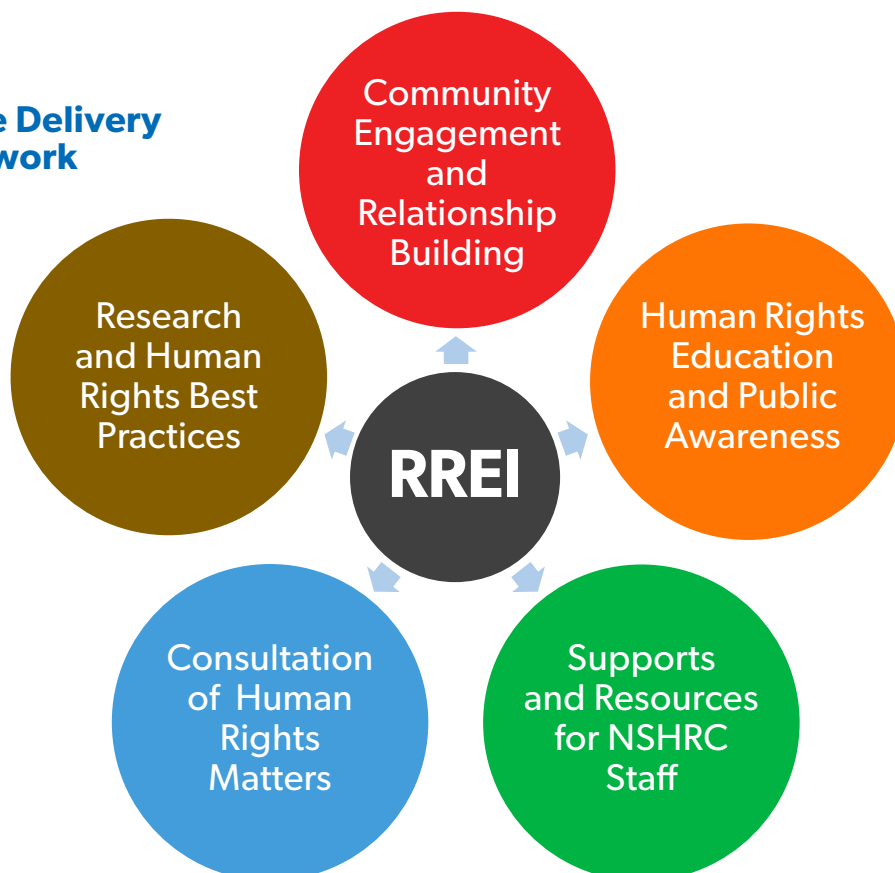 e Delivery
work
Community
Engagement
and
Relationship
Building
Research
and Human
Rights Best
Practices
Human Rights
Education
and Public
Awareness
RREI
Consultation
of Human
Rights
Matters
Supports
and Resources
for NSHRC
Staff